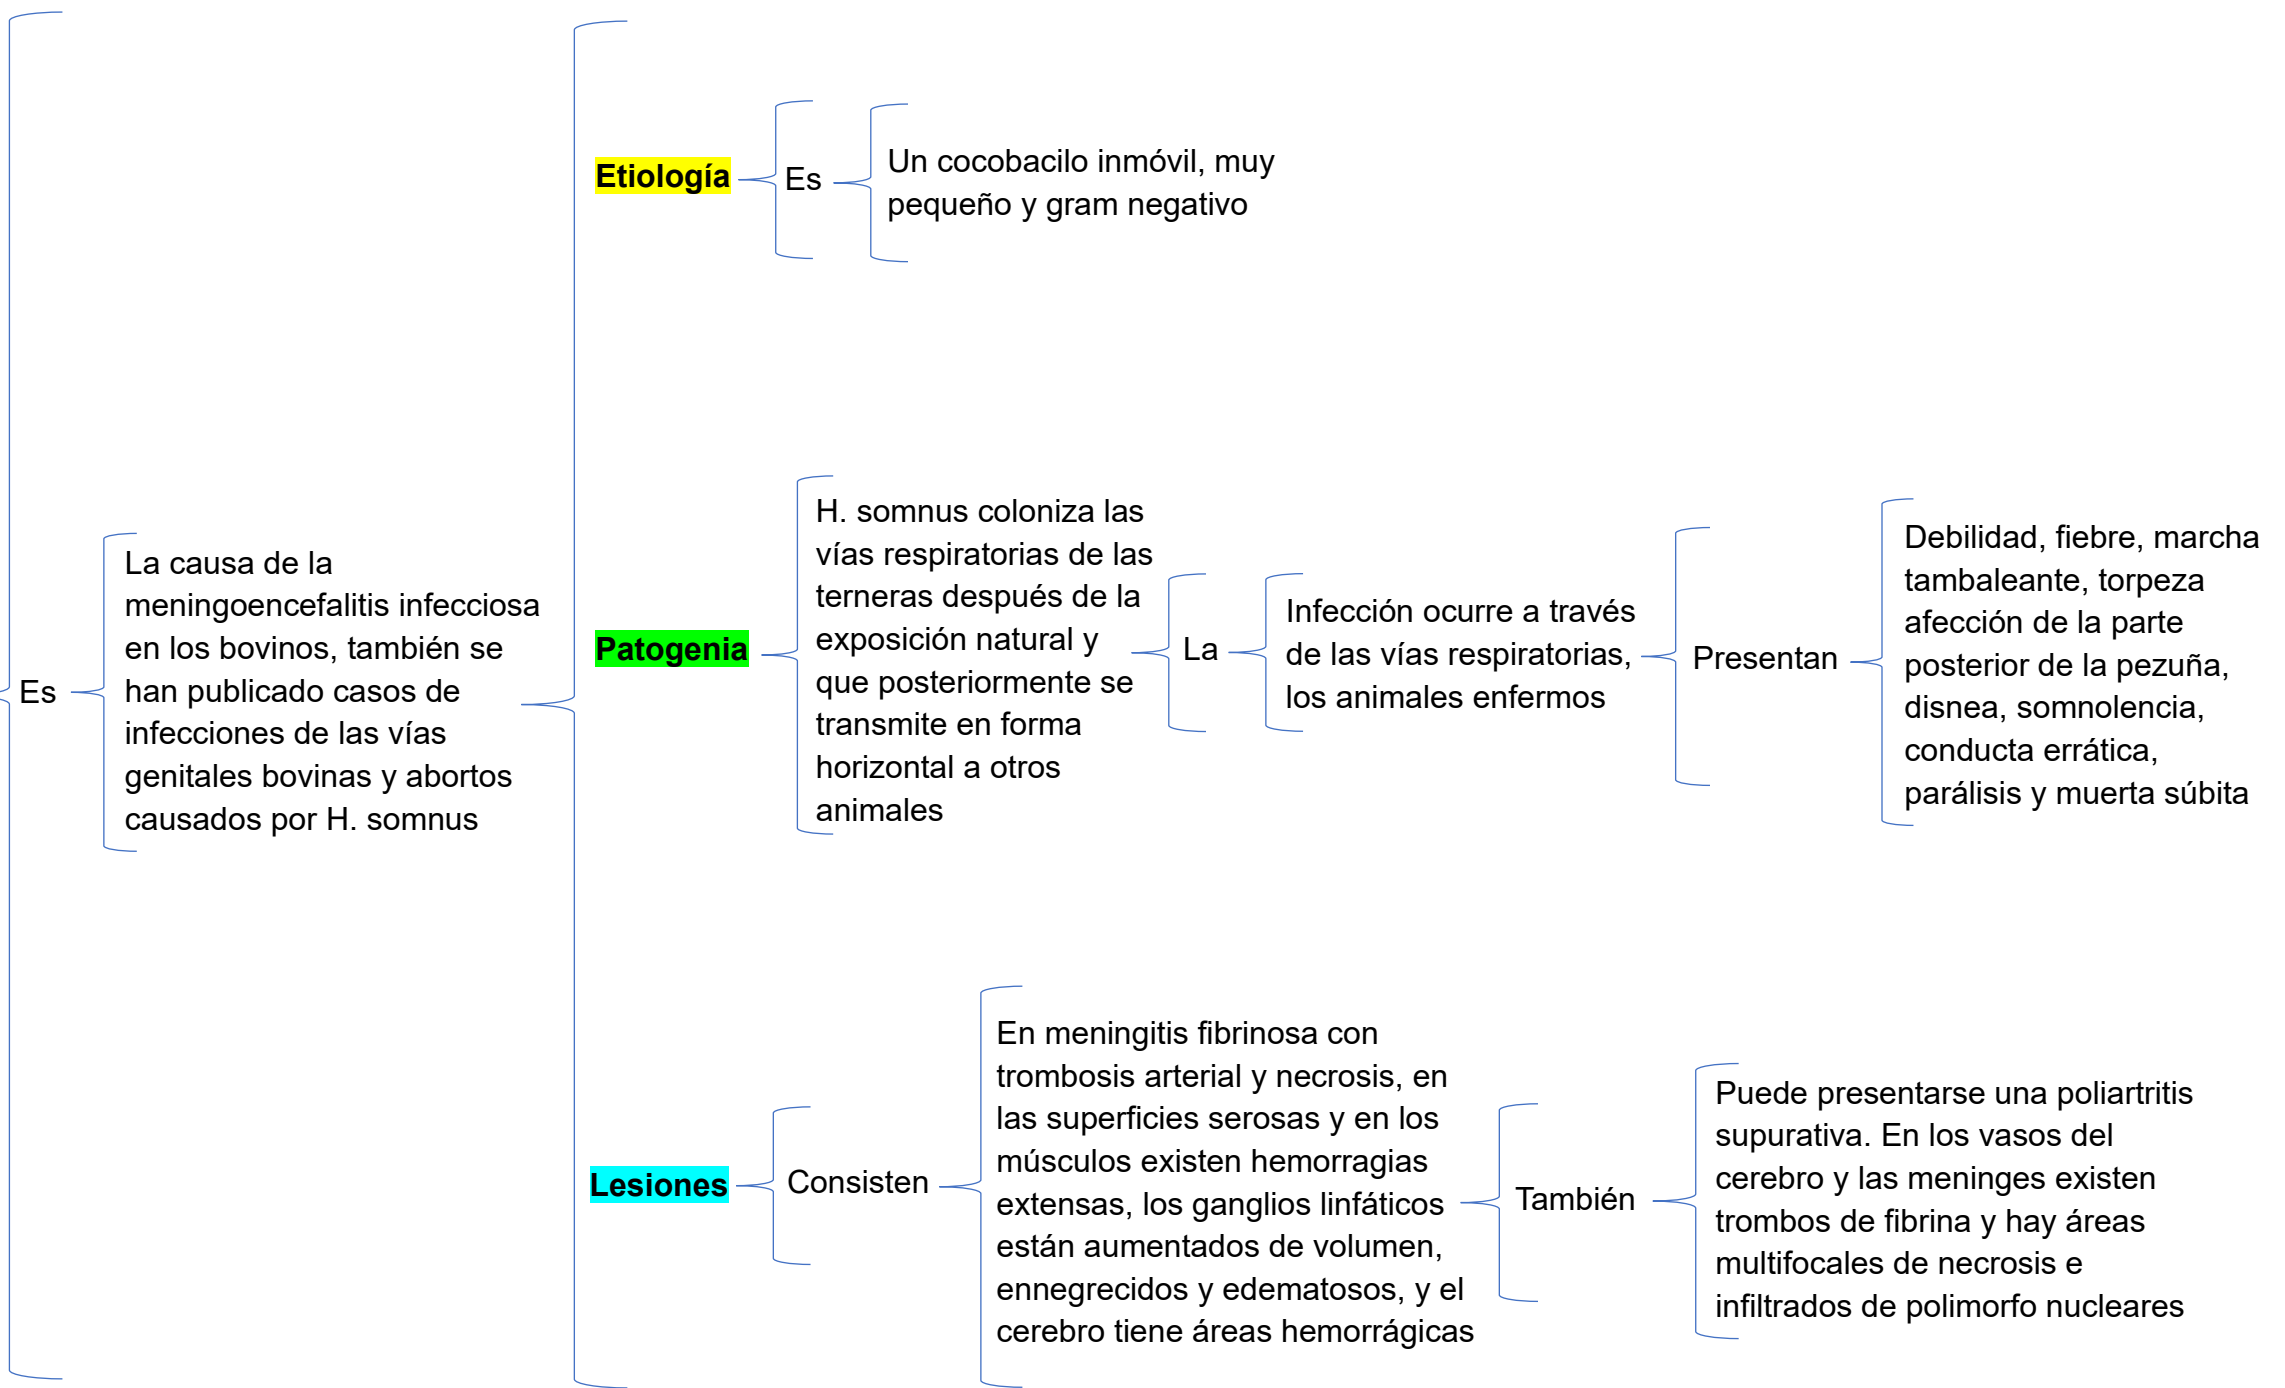 Es
La causa de la
meningoencefalitis infecciosa
en los bovinos, también se
han publicado casos de
infecciones de las vías
genitales bovinas y abortos
causados por H. somnus
Etiología
Es
Un cocobacilo inmóvil, muy
pequeño y gram negativo
Patogenia
H. somnus coloniza las
vías respiratorias de las
terneras después de la
exposición natural y
que posteriormente se
transmite en forma
horizontal a otros
animales
La
Infección ocurre a través
de las vías respiratorias,
los animales enfermos
Presentan
Debilidad, fiebre, marcha
tambaleante, torpeza
afección de la parte
posterior de la pezuña,
disnea, somnolencia,
conducta errática,
parálisis y muerta súbita
Lesiones
Consisten
En meningitis fibrinosa con
trombosis arterial y necrosis, en
las superficies serosas y en los
músculos existen hemorragias
extensas, los ganglios linfáticos
están aumentados de volumen,
ennegrecidos y edematosos, y el
cerebro tiene áreas hemorrágicas
También
Puede presentarse una poliartritis
supurativa. En los vasos del
cerebro y las meninges existen
trombos de fibrina y hay áreas
multifocales de necrosis e
infiltrados de polimorfo nucleares